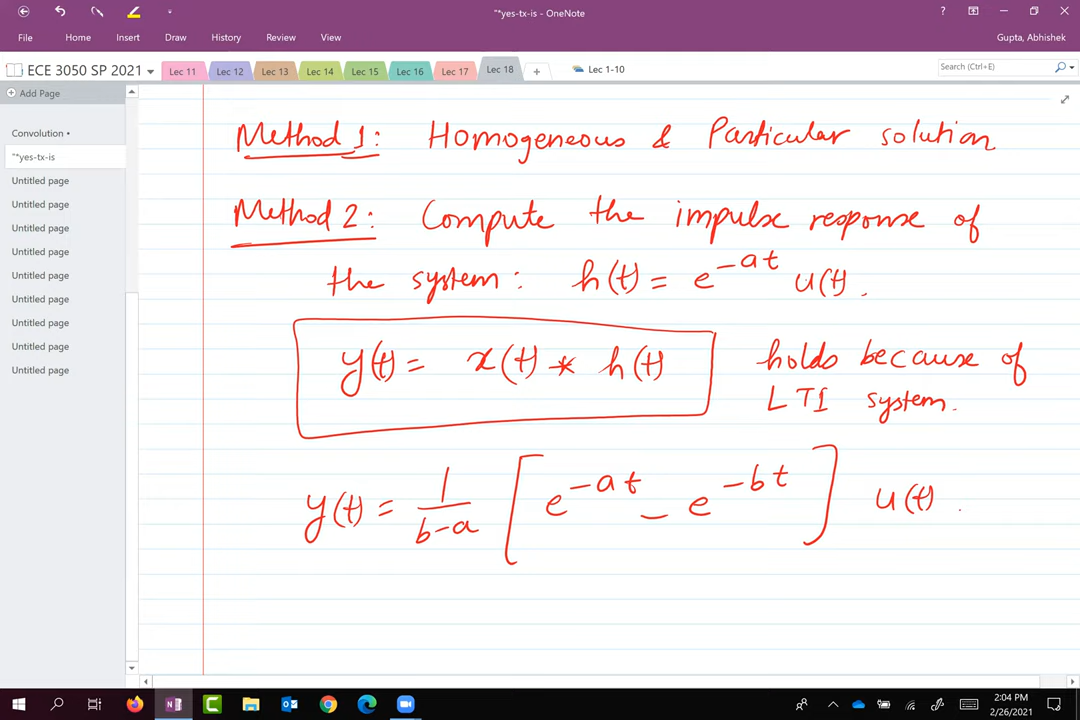 "*yes-tx-is - OneNote
?
File Home Insert Draw History Review View
Gupta, Abhishek
ECE 3050 SP 2021
Lec 11 Lec 12 Lec 13 Lec 14 Lec 15 Lec 16 Lec 17 Lec 18 + Lec 1-10
Search (Ctrl+E)
Add Page
Convolution •
"*yes-tx-is
Untitled page
Untitled page
Untitled page
Untitled page
Untitled page
Untitled page
Untitled page
Untitled page
Untitled page
Method 1: Homogeneous & Particular solution
Method 2: Compute the impulse response of
the system: h(t) = e^{-at} u(t).
y(t) = x(t) * h(t) holds because of
LTI system.
y(t) = 1/(b-a) [e^{-at} - e^{-bt}] u(t).
2:04 PM
2/26/2021